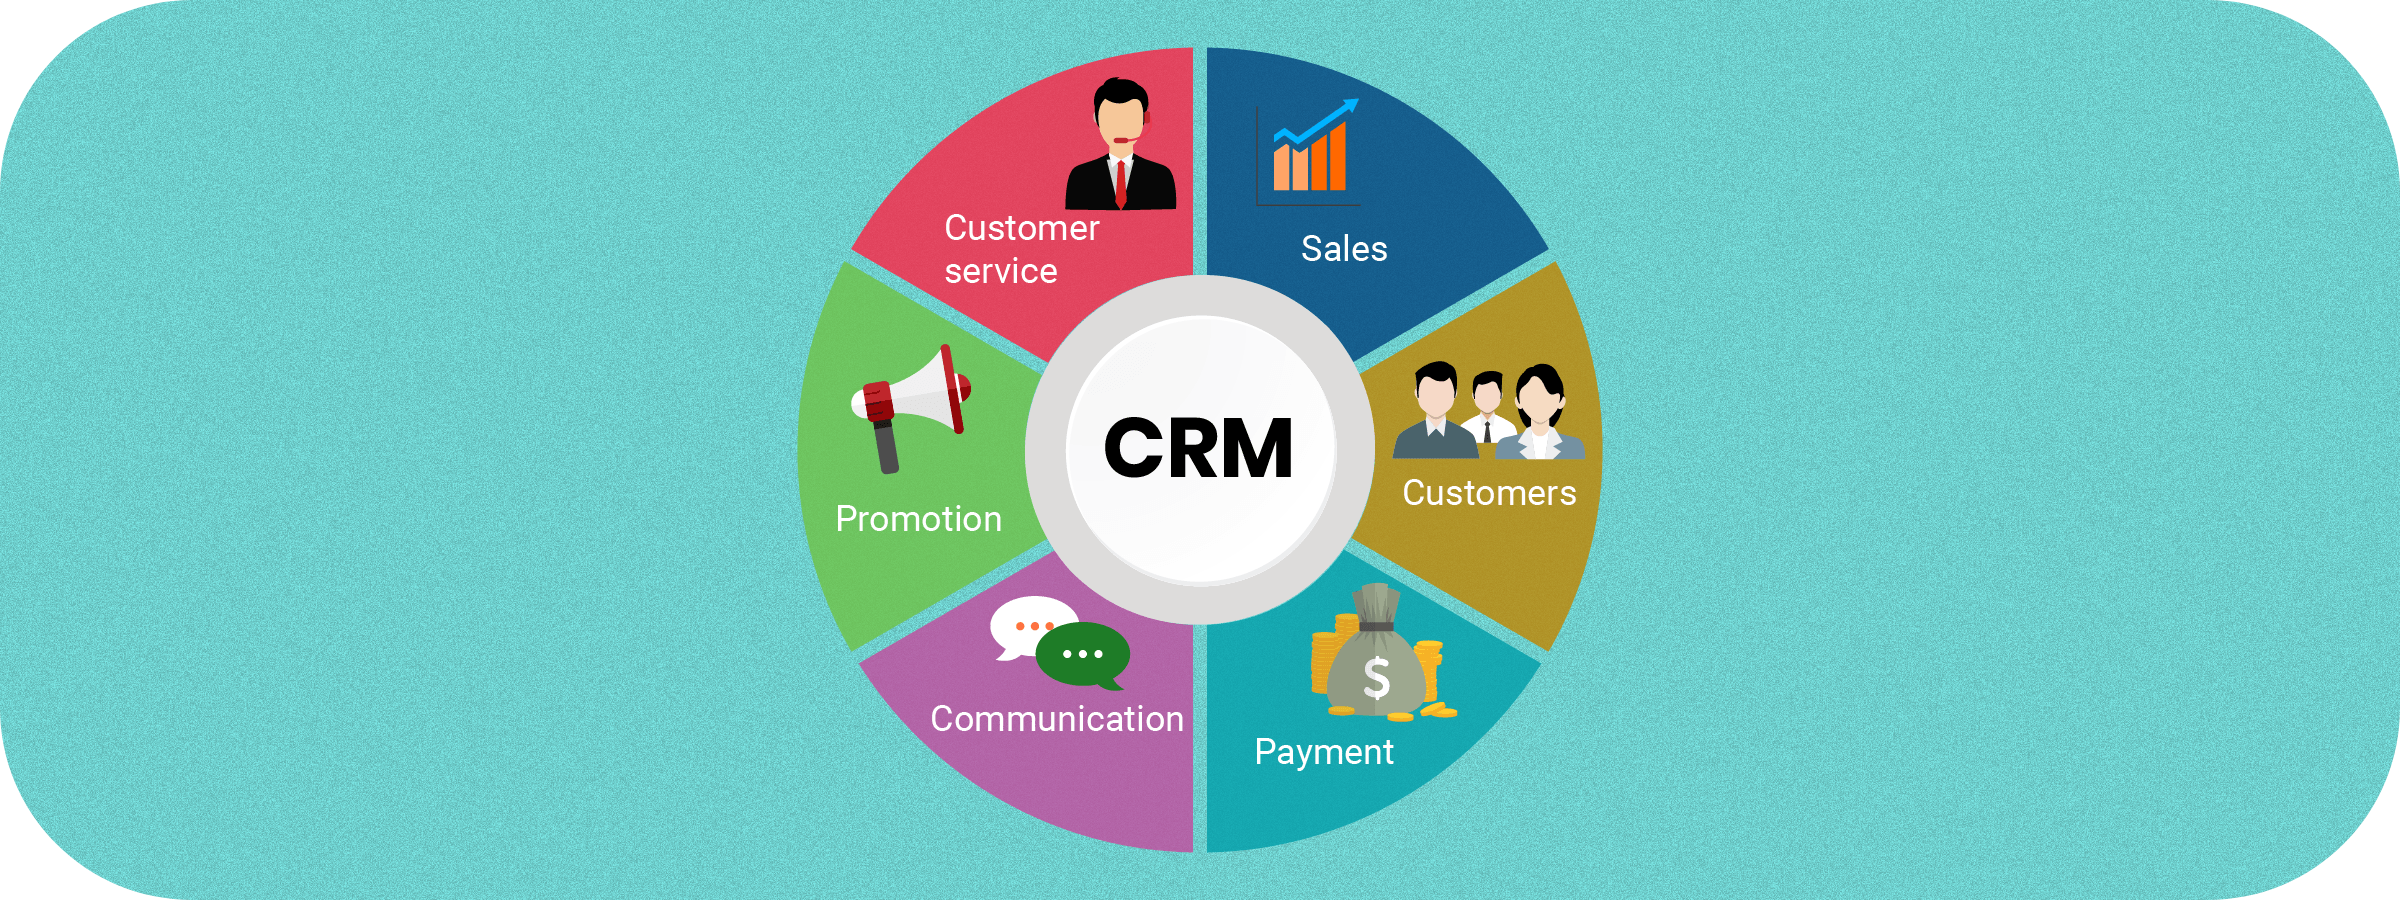 Customer
service
Sales
Promotion
CRM
Customers
Communication
$
Payment